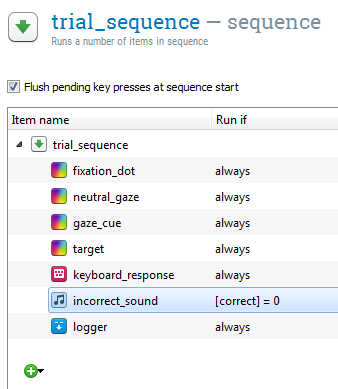 trial_sequence – sequence
Runs a number of items in sequence
Flush pending key presses at sequence start
Item name Run if
trial_sequence
fixation_dot always
neutral_gaze always
gaze_cue always
target always
keyboard_response always
incorrect_sound [correct] = 0
logger always